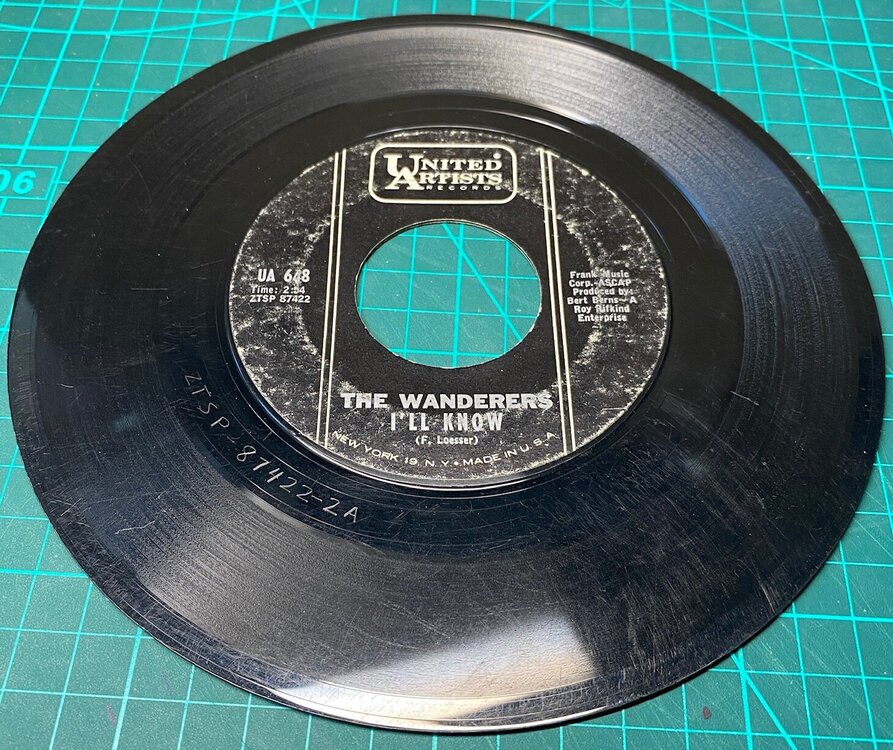 UNITED
ARTISTS
RECORDS
UA 648
Time: 2:54
ZTSP 87422
Frank Music
Corp.-ASCAP
Produced by:
Bert Berns-A
Roy Rifkind
Enterprise
THE WANDERERS
I'LL KNOW
(F. Loesser)
NEW YORK 19, N.Y. • MADE IN U.S.A.
ZTSP-87422-2A
06